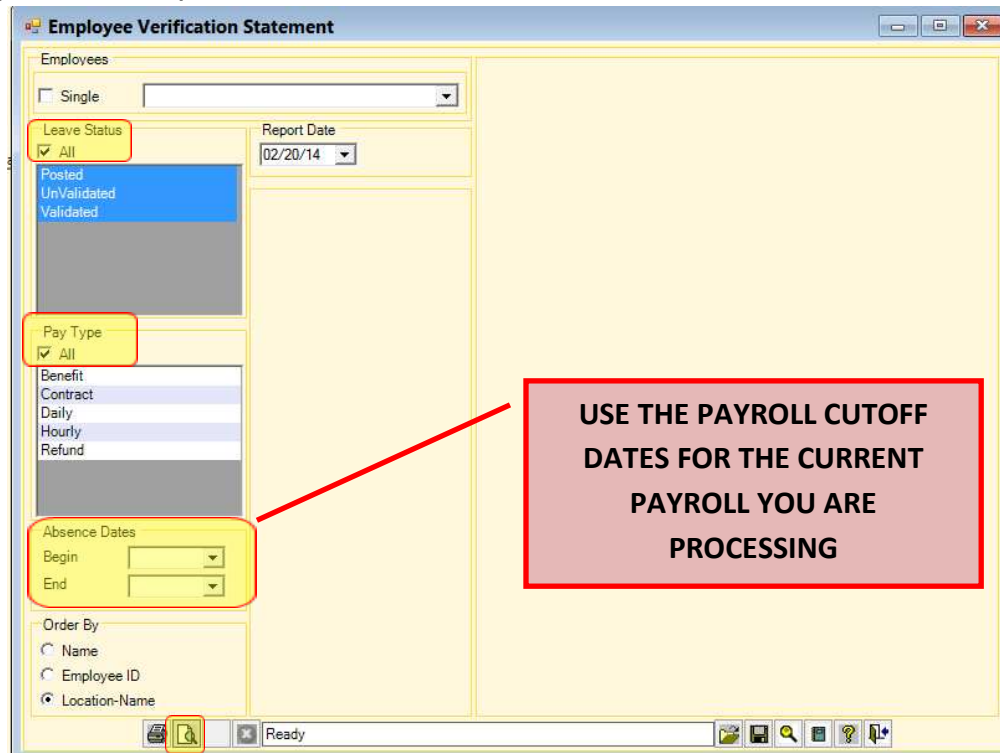 Employee Verification Statement
Employees
Single
Leave Status
All
Posted
UnValidated
Validated
Report Date
02/20/14
Pay Type
All
Benefit
Contract
Daily
Hourly
Refund
Absence Dates
Begin
End
Order By
Name
Employee ID
Location-Name
USE THE PAYROLL CUTOFF
DATES FOR THE CURRENT
PAYROLL YOU ARE
PROCESSING
Ready